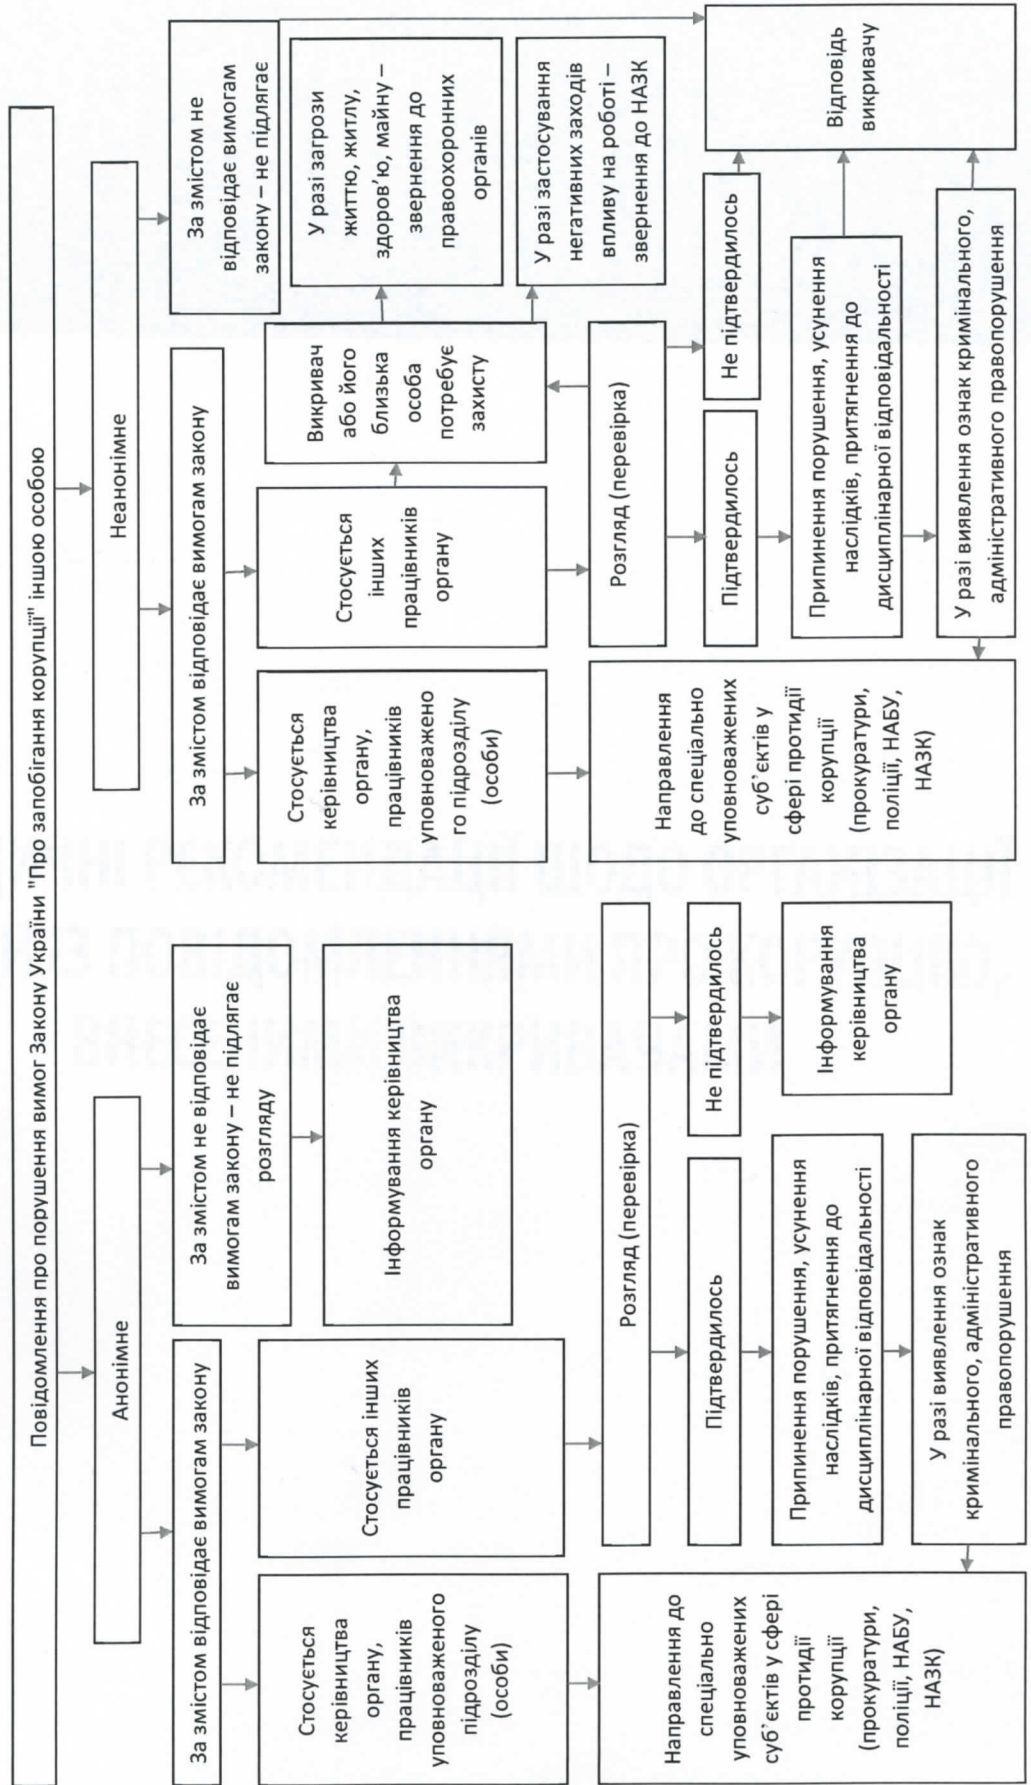 Повідомлення про порушення вимог Закону України "Про запобігання корупції" іншою особою
Анонімне
За змістом відповідає вимогам закону
Стосується
керівництва
органу,
працівників
уповноваженого
підрозділу
(особи)
Направлення до
спеціально
уповноважених
суб'єктів у сфері
протидії
корупції
(прокуратури,
поліції, НАБУ,
НАЗК)
Стосується інших
працівників
органу
За змістом не відповідає
вимогам закону – не підлягає
розгляду
Інформування керівництва
органу
Розгляд (перевірка)
Підтвердилось
Припинення порушення, усунення
наслідків, притягнення до
дисциплінарної відповідальності
У разі виявлення ознак
кримінального, адміністративного
правопорушення
Не підтвердилось
Інформування
керівництва
органу
Неанонімне
За змістом відповідає вимогам закону
Стосується
керівництва
органу,
працівників
уповноважено
го підрозділу
(особи)
Направлення
до спеціально
уповноважених
суб'єктів у
сфері протидії
корупції
(прокуратури,
поліції, НАБУ,
НАЗК)
Стосується
інших
працівників
органу
Викривач
або його
близька
особа
потребує
захисту
За змістом не
відповідає вимогам
закону – не підлягає
У разі загрози
життю, житлу,
здоров'ю, майну –
звернення до
правоохоронних
органів
У разі застосування
негативних заходів
впливу на роботі –
звернення до НАЗК
Розгляд (перевірка)
Підтвердилось
Не підтвердилось
Припинення порушення, усунення
наслідків, притягнення до
дисциплінарної відповідальності
У разі виявлення ознак кримінального,
адміністративного правопорушення
Відповідь
викривачу